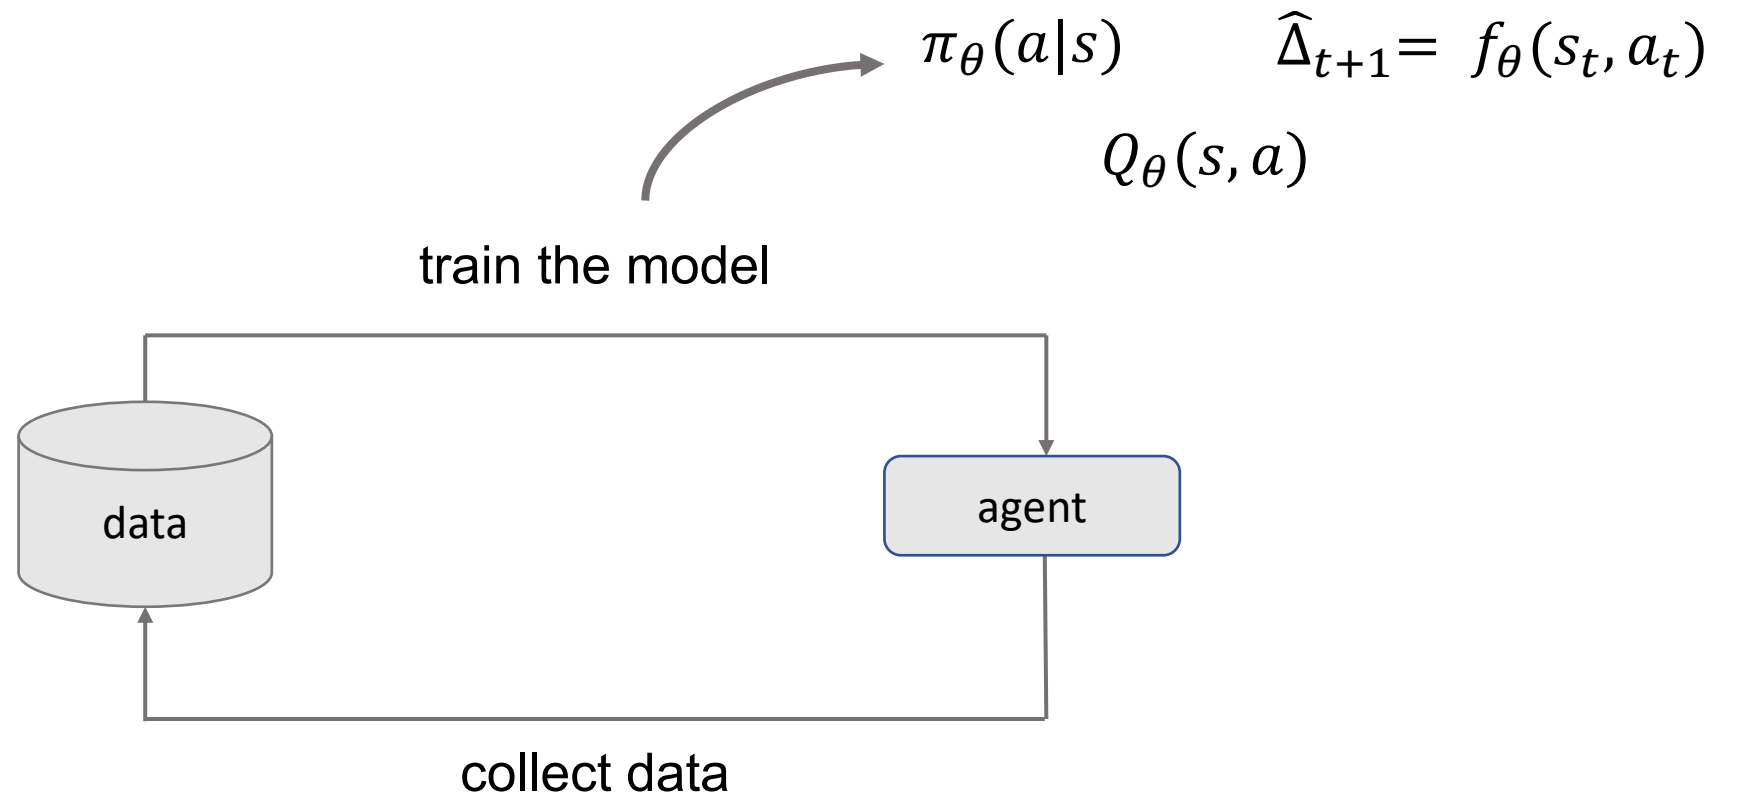 π_θ(a|s)    Δ̂_{t+1} = f_θ(s_t, a_t)
Q_θ(s, a)
train the model
data
agent
collect data